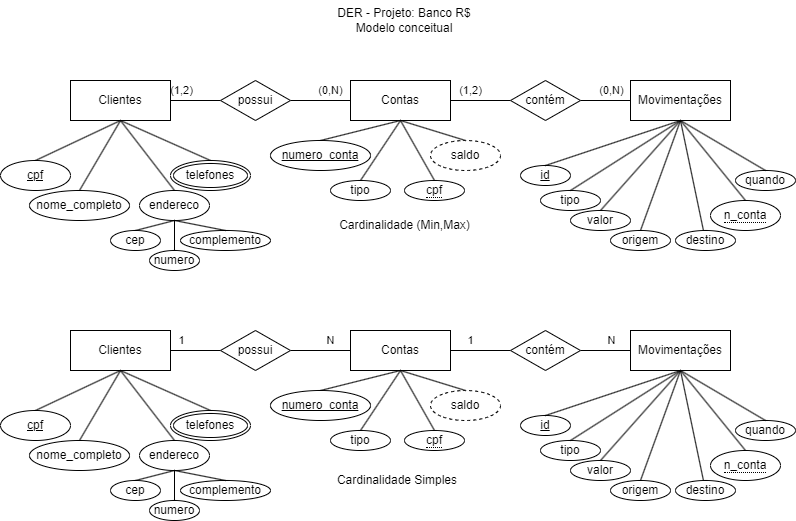 DER - Projeto: Banco R$
Modelo conceitual
Clientes
(1,2)
possui
(0,N)
Contas
(1,2)
contém
(0,N)
Movimentações
cpf
nome_completo
endereco
telefones
cep
numero
complemento
numero_conta
tipo
cpf
saldo
Cardinalidade (Min,Max)
id
tipo
valor
origem
destino
n_conta
quando
Clientes
1
possui
N
Contas
1
contém
N
Movimentações
cpf
nome_completo
endereco
telefones
cep
numero
complemento
numero_conta
tipo
cpf
saldo
Cardinalidade Simples
id
tipo
valor
origem
destino
n_conta
quando